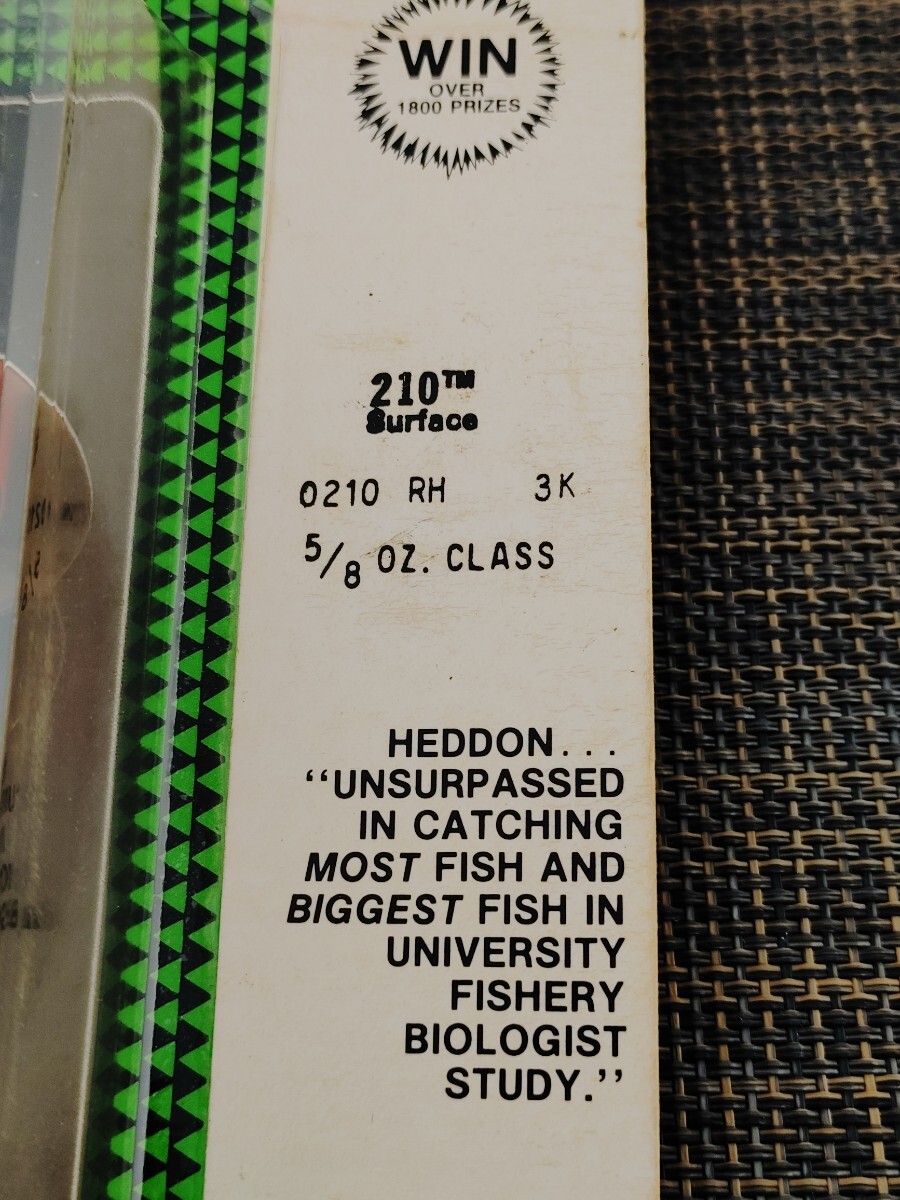 WIN
OVER
1800 PRIZES
210™
Surface
0210 RH 3K
5/8 OZ. CLASS
HEDDON...
“UNSURPASSED
IN CATCHING
MOST FISH AND
BIGGEST FISH IN
UNIVERSITY
FISHERY
BIOLOGIST
STUDY.”